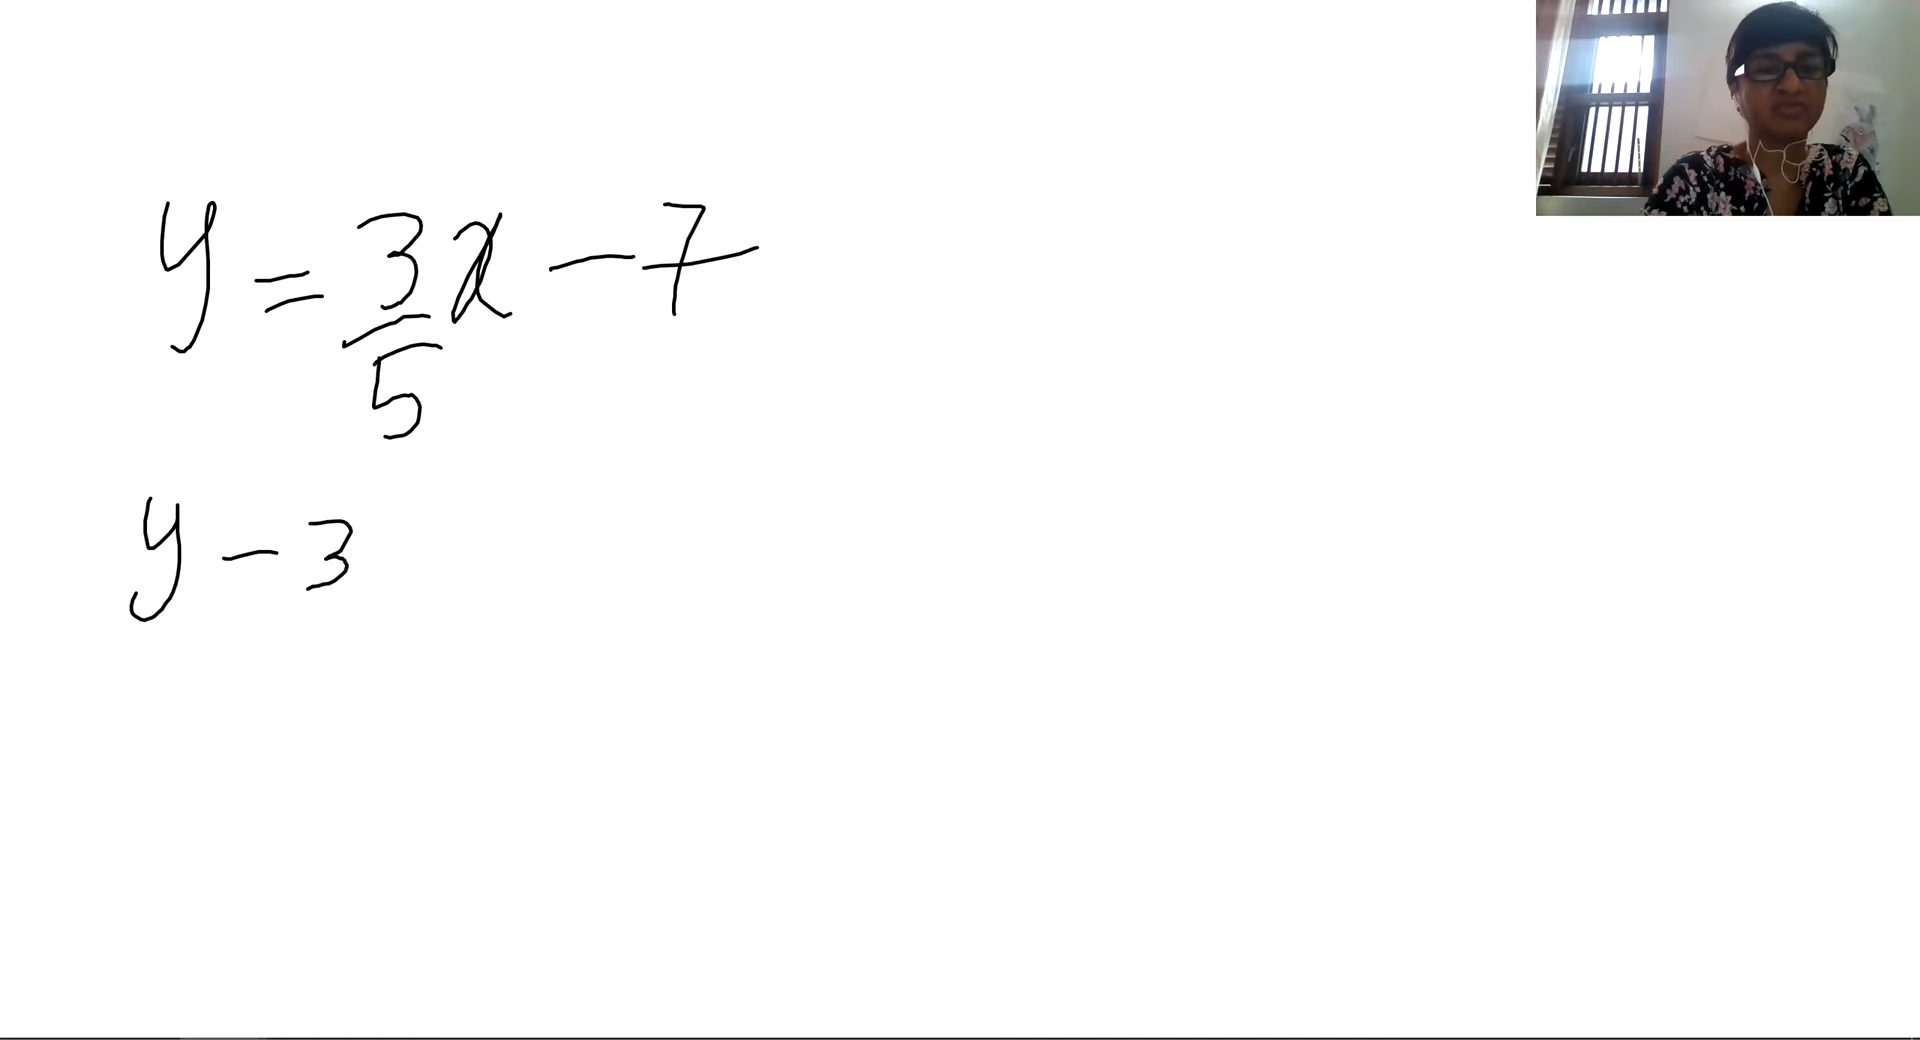 y = 3/5 x - 7
y - 3